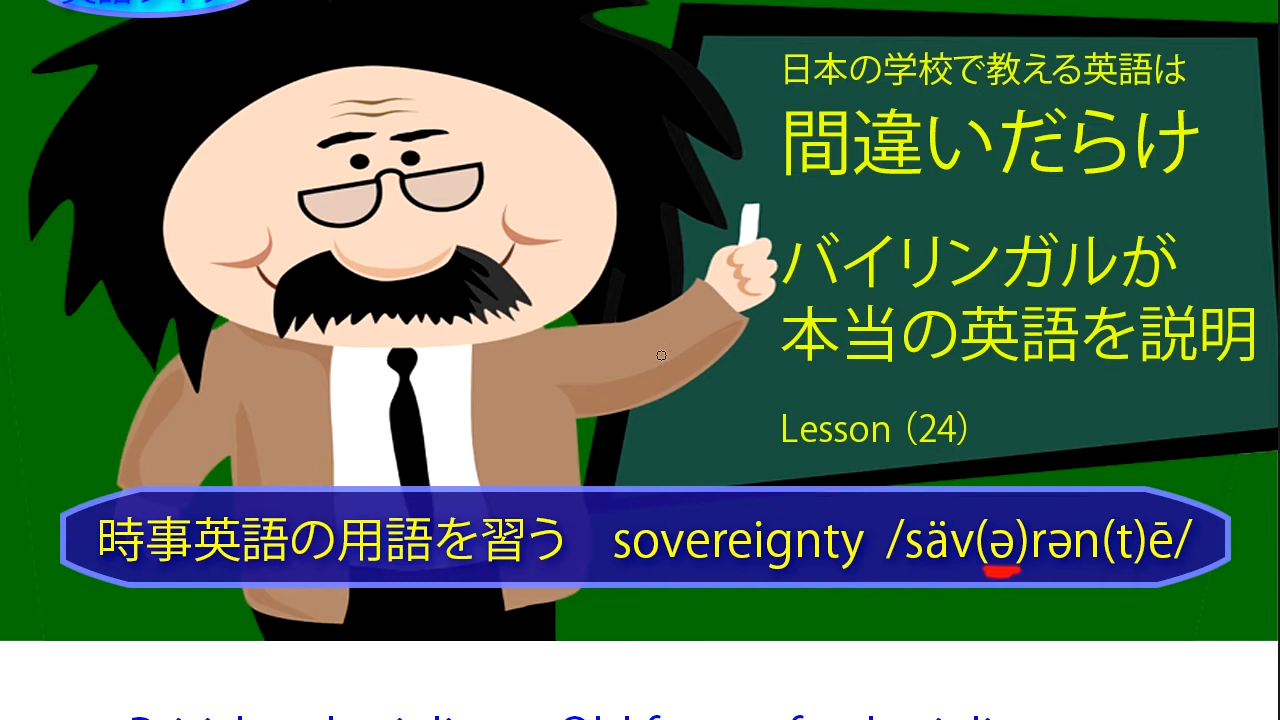 日本の学校で教える英語は
間違いだらけ
バイリンガルが
本当の英語を説明
Lesson（24）
時事英語の用語を習う sovereignty /säv(ə)rən(t)ē/